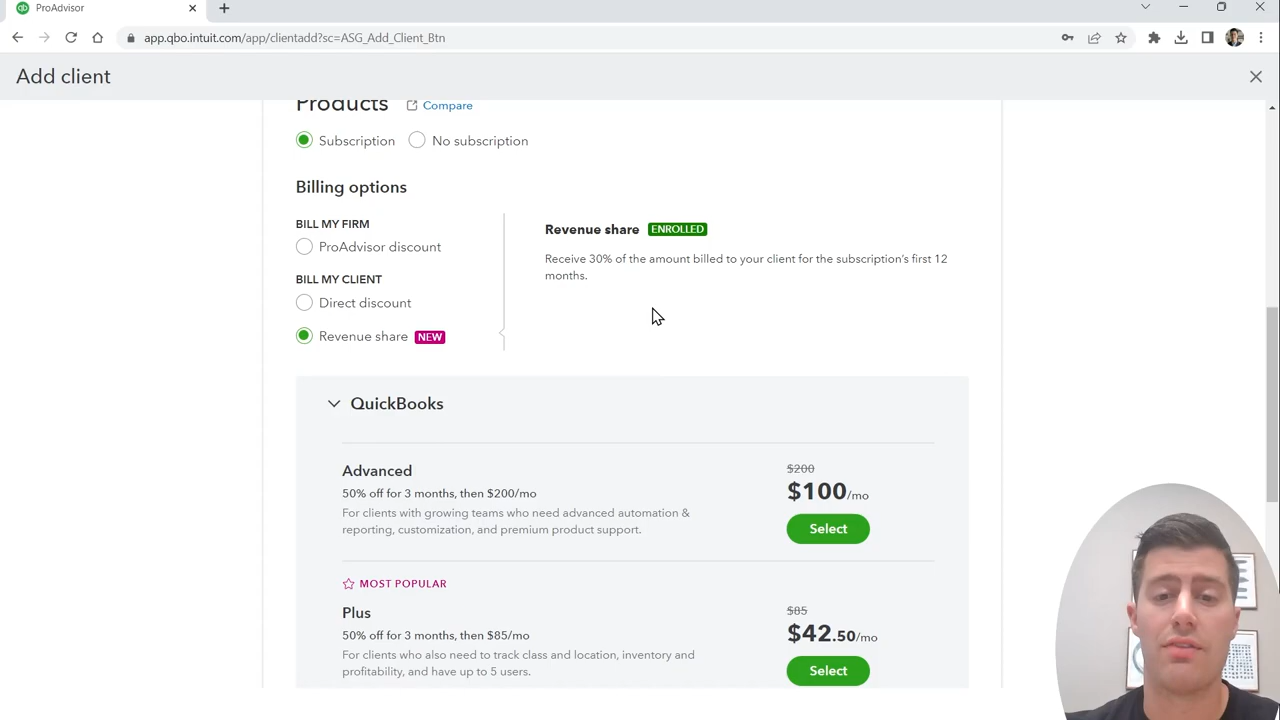 ProAdvisor
app.qbo.intuit.com/app/clientadd?sc=ASG_Add_Client_Btn
Add client
Products Compare
Subscription No subscription
Billing options
BILL MY FIRM
ProAdvisor discount
BILL MY CLIENT
Direct discount
Revenue share NEW
Revenue share ENROLLED
Receive 30% of the amount billed to your client for the subscription's first 12
months.
QuickBooks
Advanced
50% off for 3 months, then $200/mo
For clients with growing teams who need advanced automation &
reporting, customization, and premium product support.
$200
$100/mo
Select
MOST POPULAR
Plus
50% off for 3 months, then $85/mo
For clients who also need to track class and location, inventory and
profitability, and have up to 5 users.
$85
$42.50/mo
Select